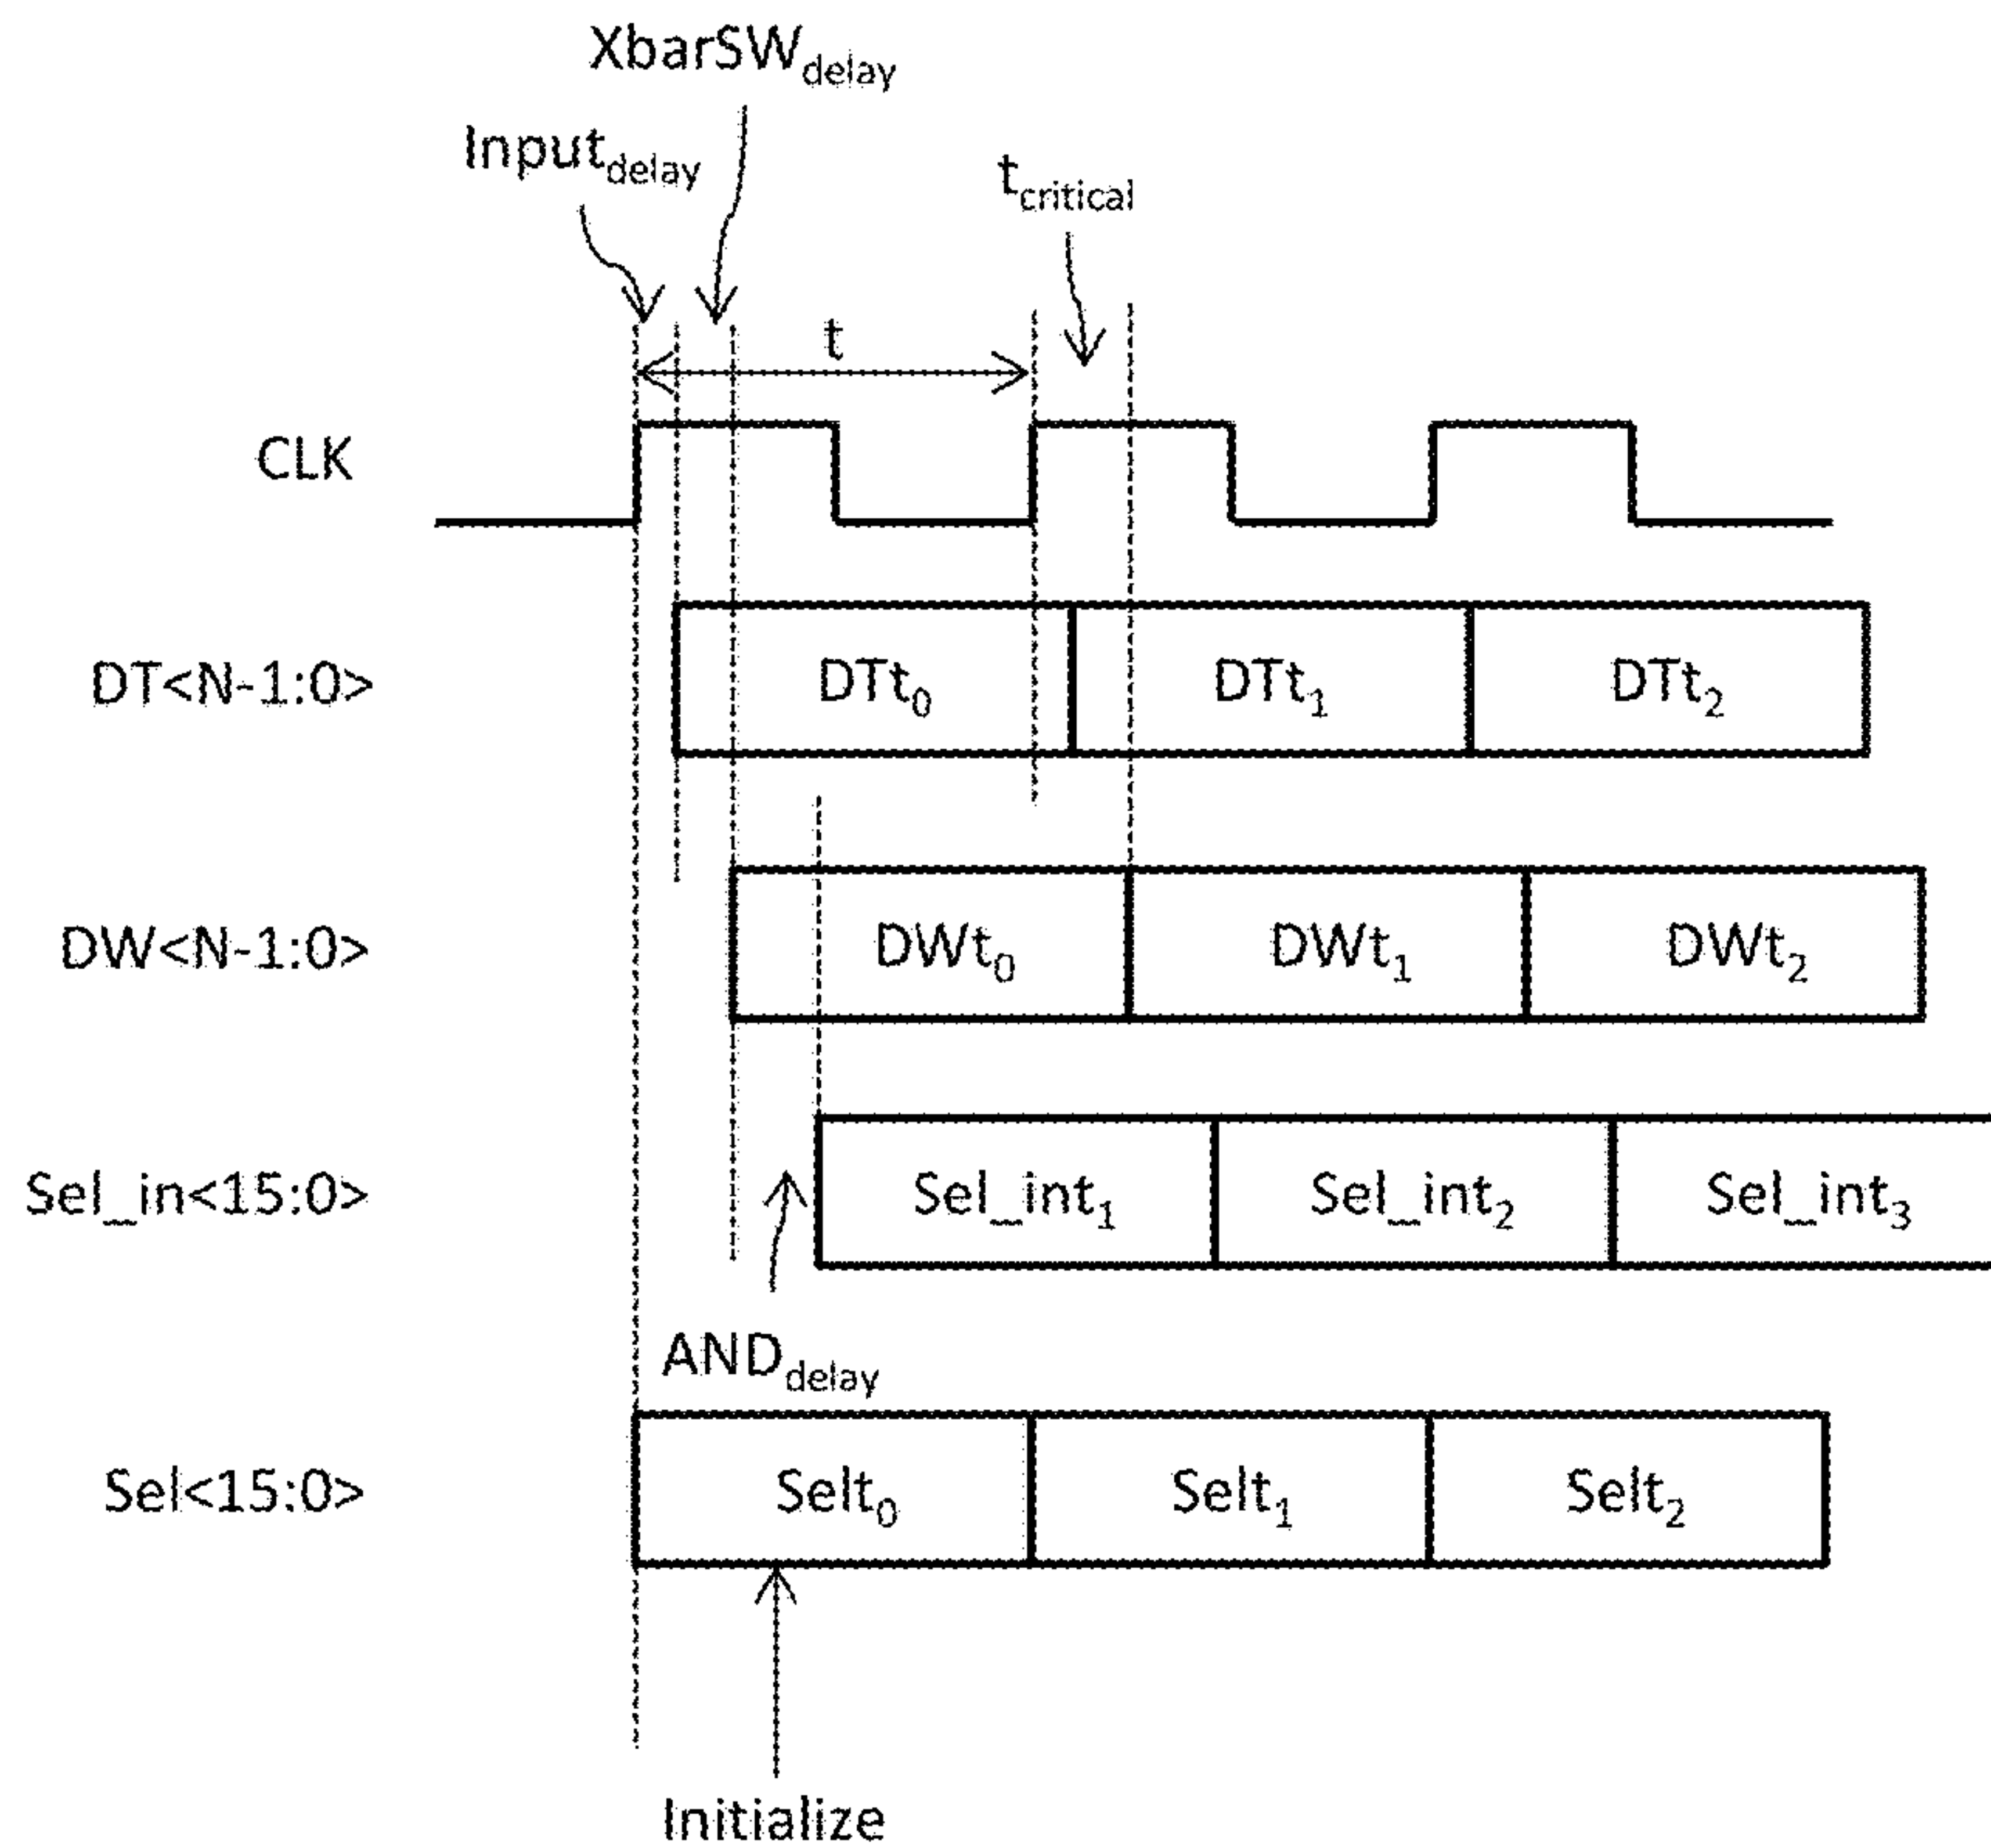 XbarSWdelay
Inputdelay
tcritical
t
CLK
DT<N-1:0>
DTt0 DTt1 DTt2
DW<N-1:0>
DWt0 DWt1 DWt2
Sel_in<15:0>
Sel_int1 Sel_int2 Sel_int3
ANDdelay
Sel<15:0>
Selt0 Selt1 Selt2
Initialize